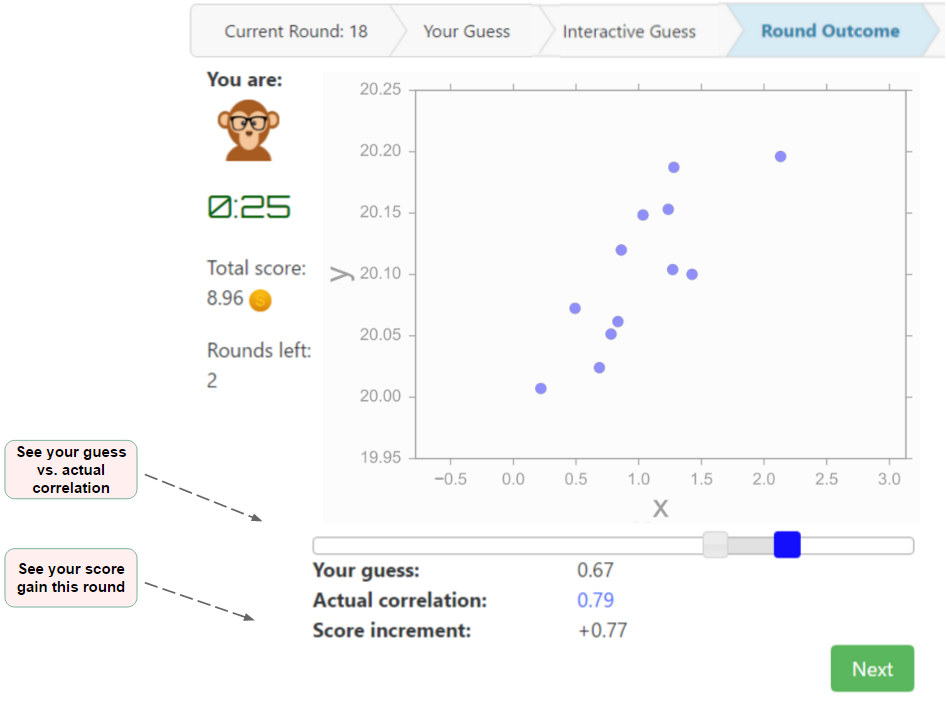 Current Round: 18
Your Guess
Interactive Guess
Round Outcome
You are:
0:25
Total score:
8.96
Rounds left:
2
20.25
20.20
20.15
20.10
20.05
20.00
19.95
Y
−0.5 0.0 0.5 1.0 1.5 2.0 2.5 3.0
X
See your guess
vs. actual
correlation
See your score
gain this round
Your guess: 0.67
Actual correlation: 0.79
Score increment: +0.77
Next